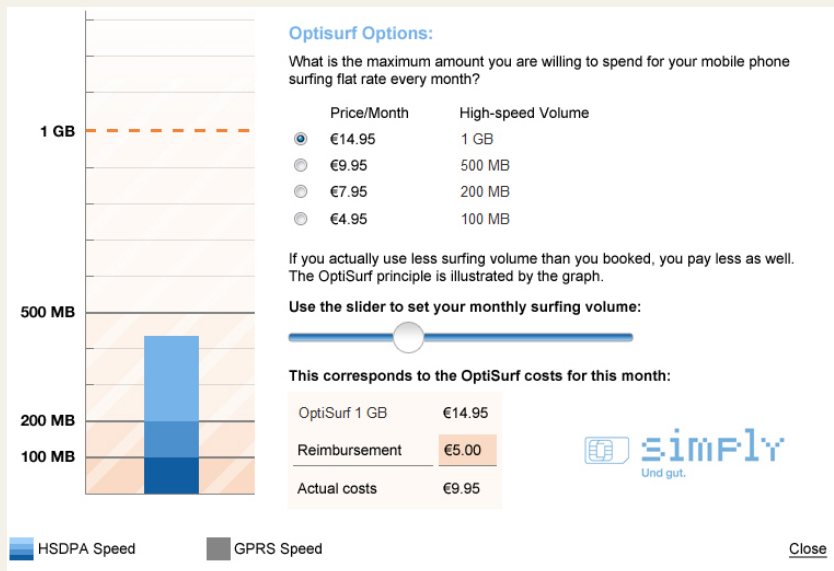 Optisurf Options:
What is the maximum amount you are willing to spend for your mobile phone
surfing flat rate every month?
Price/Month High-speed Volume
€14.95 1 GB
€9.95 500 MB
€7.95 200 MB
€4.95 100 MB
If you actually use less surfing volume than you booked, you pay less as well.
The OptiSurf principle is illustrated by the graph.
Use the slider to set your monthly surfing volume:
This corresponds to the OptiSurf costs for this month:
OptiSurf 1 GB €14.95
Reimbursement €5.00
Actual costs €9.95
simply
Und gut.
1 GB
500 MB
200 MB
100 MB
HSDPA Speed
GPRS Speed
Close